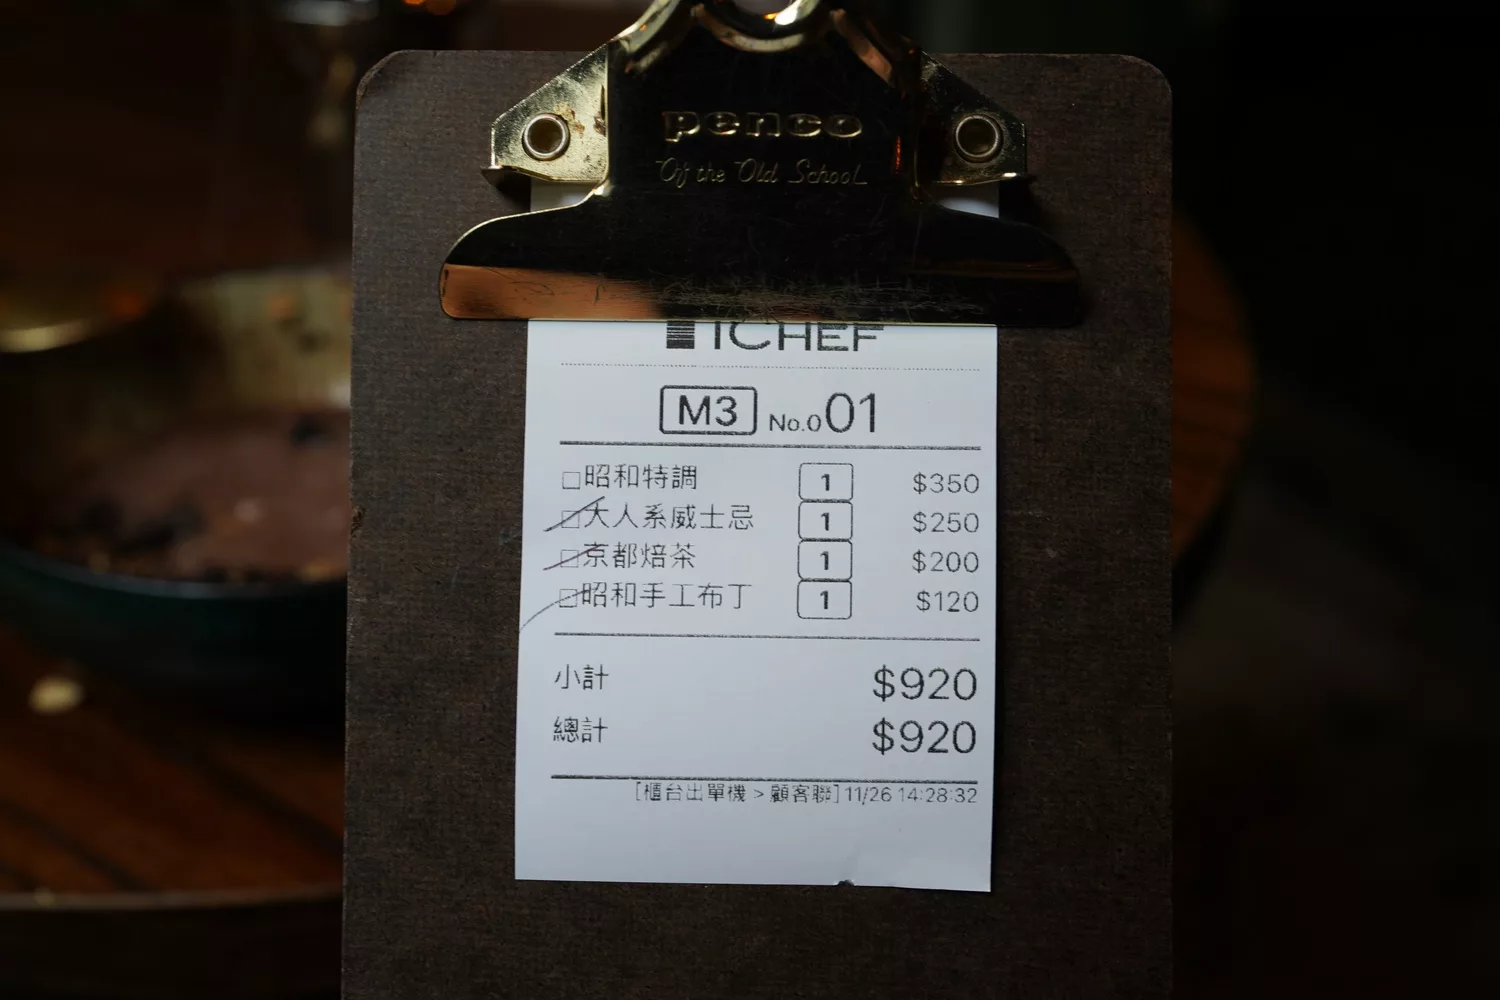 penco
Of the Old School
iCHEF
M3 No.001
□昭和特調 1 $350
□大人系威士忌 1 $250
□京都焙茶 1 $200
□昭和手工布丁 1 $120
小計 $920
總計 $920
[櫃台出單機 > 顧客聯] 11/26 14:28:32